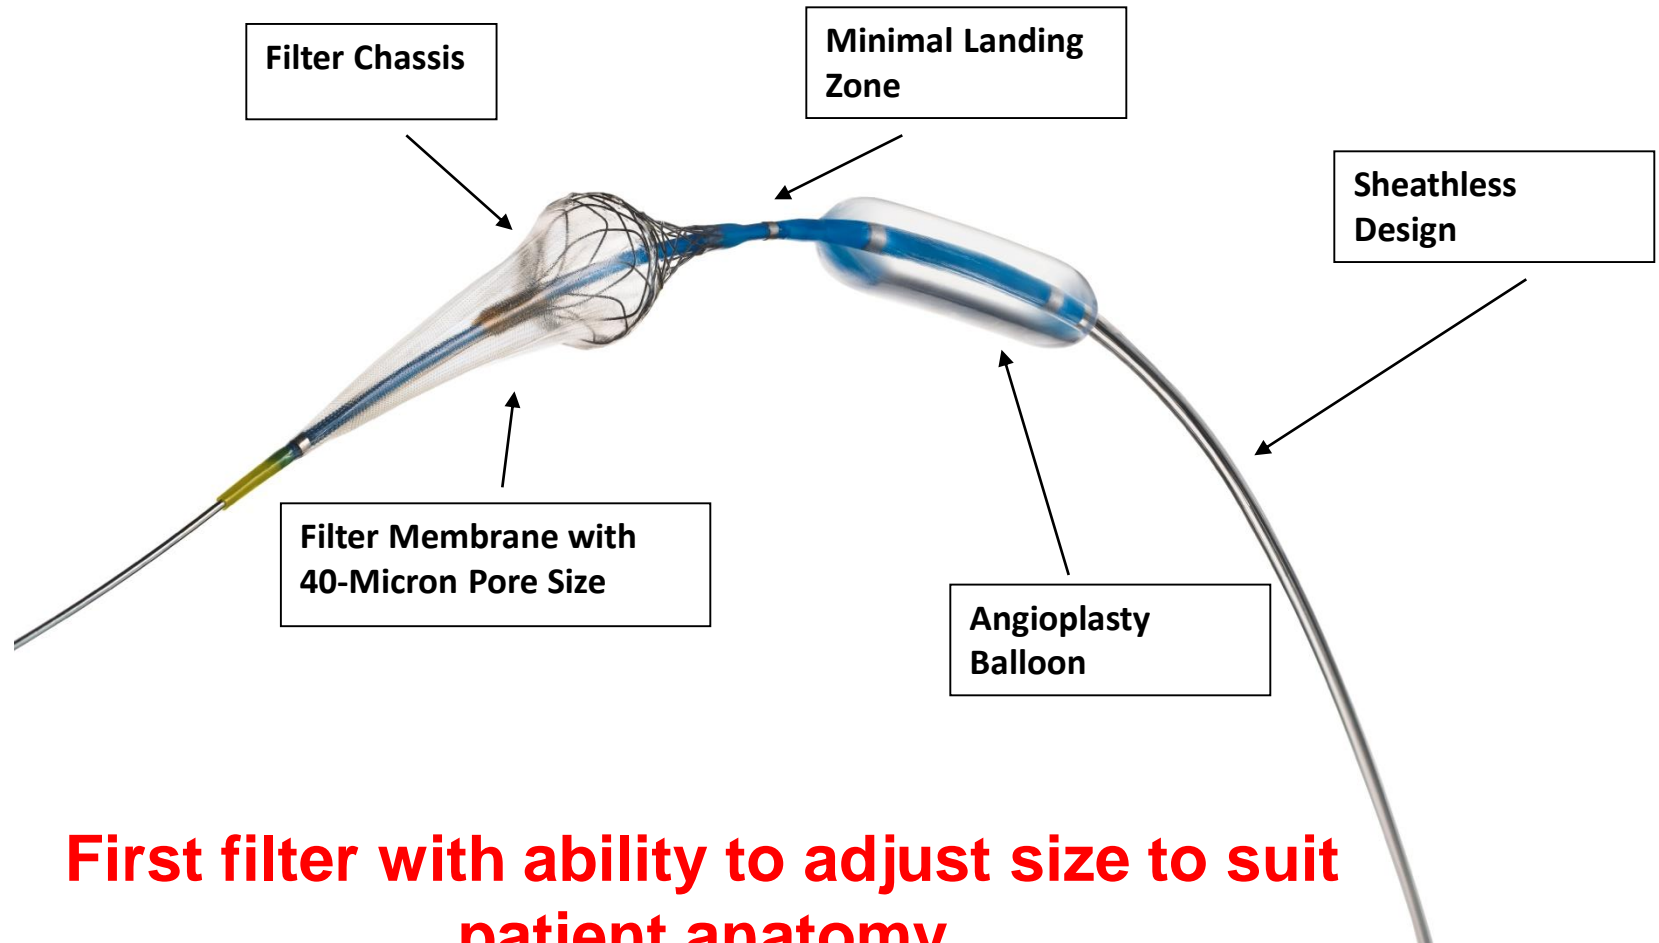 Filter Chassis
Minimal Landing
Zone
Sheathless
Design
Filter Membrane with
40-Micron Pore Size
Angioplasty
Balloon
First filter with ability to adjust size to suit
patient anatomy